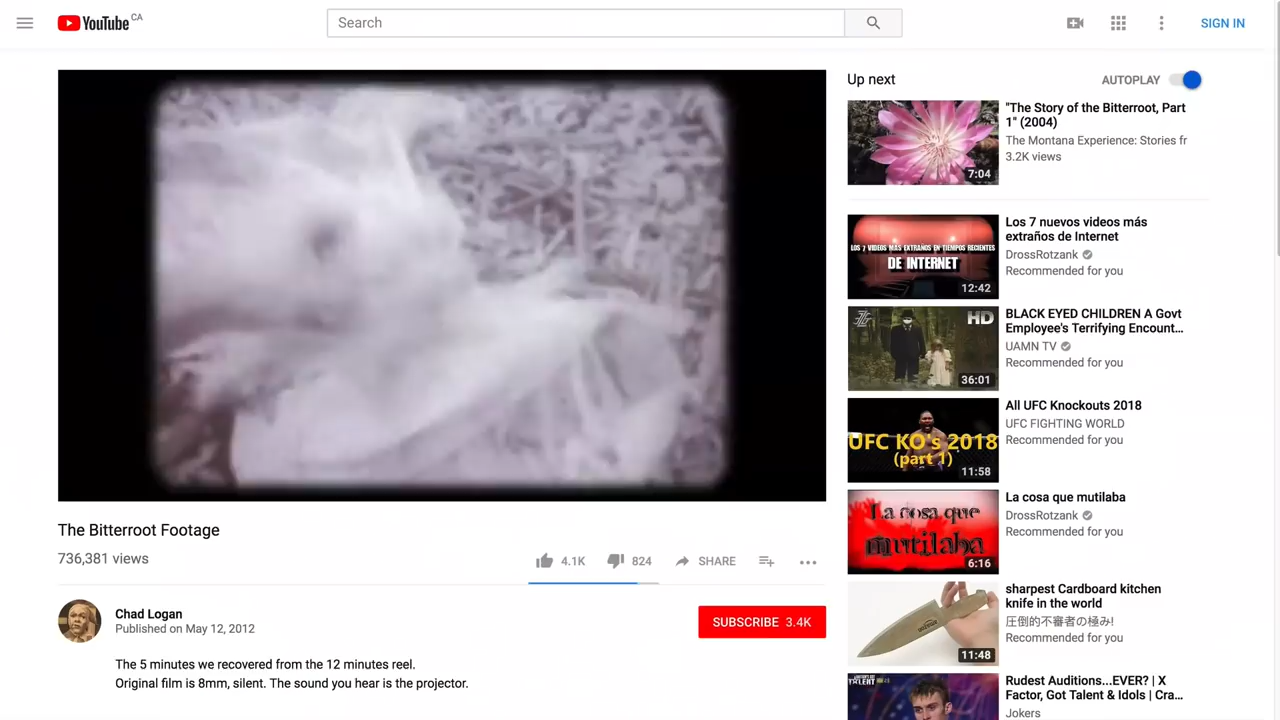 YouTube CA
Search
SIGN IN
Up next
AUTOPLAY
"The Story of the Bitterroot, Part
1" (2004)
The Montana Experience: Stories fr
3.2K views
7:04
LOS 7 VIDEOS MAS EXTRAÑOS EN TIEMPOS RECIENTES
DE INTERNET
12:42
Los 7 nuevos videos más
extraños de Internet
DrossRotzank
Recommended for you
HD
36:01
BLACK EYED CHILDREN A Govt
Employee's Terrifying Encount...
UAMN TV
Recommended for you
UFC KO's 2018
(part 1)
11:58
All UFC Knockouts 2018
UFC FIGHTING WORLD
Recommended for you
La cosa que
mutilaba
6:16
La cosa que mutilaba
DrossRotzank
Recommended for you
11:48
sharpest Cardboard kitchen
knife in the world
圧倒的不審者の極み!
Recommended for you
TALENT
Rudest Auditions...EVER? | X
Factor, Got Talent & Idols | Cra...
Jokers
The Bitterroot Footage
736,381 views
4.1K
824
SHARE
Chad Logan
Published on May 12, 2012
SUBSCRIBE 3.4K
The 5 minutes we recovered from the 12 minutes reel.
Original film is 8mm, silent. The sound you hear is the projector.